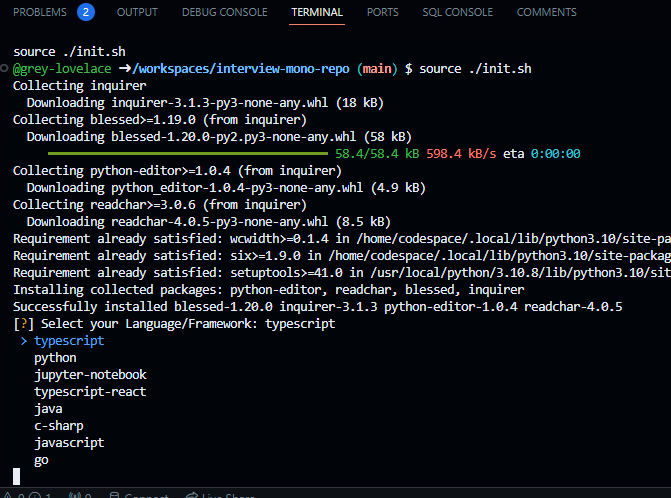 PROBLEMS 2 OUTPUT DEBUG CONSOLE TERMINAL PORTS SQL CONSOLE COMMENTS
source ./init.sh
@grey-lovelace ➜/workspaces/interview-mono-repo (main) $ source ./init.sh
Collecting inquirer
  Downloading inquirer-3.1.3-py3-none-any.whl (18 kB)
Collecting blessed>=1.19.0 (from inquirer)
  Downloading blessed-1.20.0-py2.py3-none-any.whl (58 kB)
58.4/58.4 kB 598.4 kB/s eta 0:00:00
Collecting python-editor>=1.0.4 (from inquirer)
  Downloading python_editor-1.0.4-py3-none-any.whl (4.9 kB)
Collecting readchar>=3.0.6 (from inquirer)
  Downloading readchar-4.0.5-py3-none-any.whl (8.5 kB)
Requirement already satisfied: wcwidth>=0.1.4 in /home/codespace/.local/lib/python3.10/site-pa
Requirement already satisfied: six>=1.9.0 in /home/codespace/.local/lib/python3.10/site-packag
Requirement already satisfied: setuptools>=41.0 in /usr/local/python/3.10.8/lib/python3.10/sit
Installing collected packages: python-editor, readchar, blessed, inquirer
Successfully installed blessed-1.20.0 inquirer-3.1.3 python-editor-1.0.4 readchar-4.0.5
[?] Select your Language/Framework: typescript
 > typescript
   python
   jupyter-notebook
   typescript-react
   java
   c-sharp
   javascript
   go
0 1 0 Connect Live Share